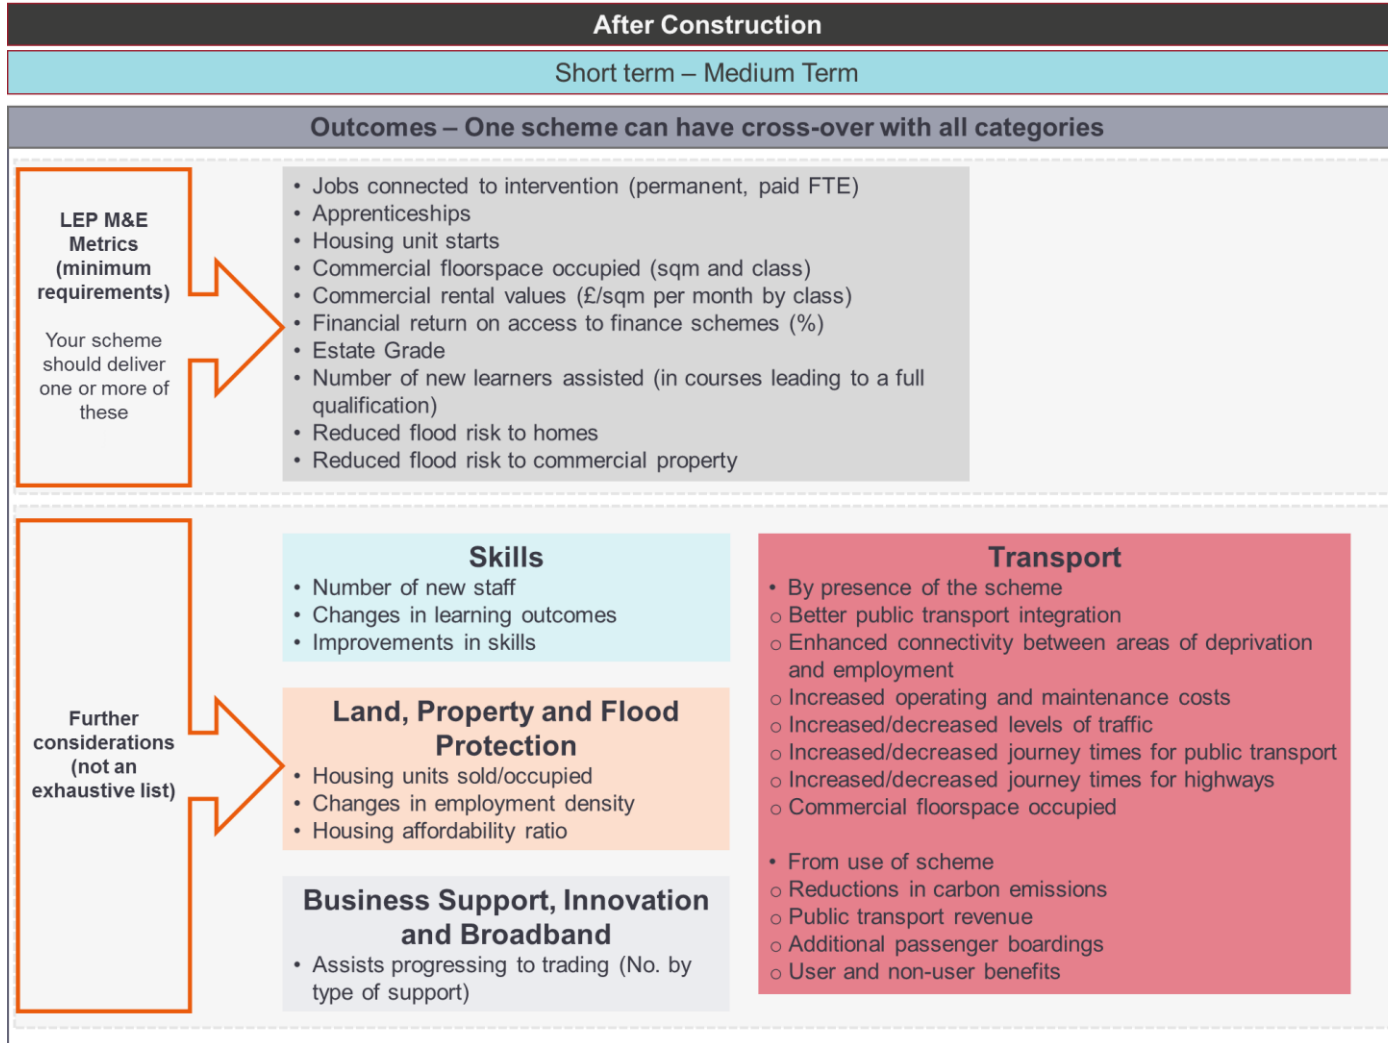 After Construction
Short term – Medium Term
Outcomes – One scheme can have cross-over with all categories
LEP M&E
Metrics
(minimum
requirements)
Your scheme
should deliver
one or more of
these
• Jobs connected to intervention (permanent, paid FTE)
• Apprenticeships
• Housing unit starts
• Commercial floorspace occupied (sqm and class)
• Commercial rental values (£/sqm per month by class)
• Financial return on access to finance schemes (%)
• Estate Grade
• Number of new learners assisted (in courses leading to a full
qualification)
• Reduced flood risk to homes
• Reduced flood risk to commercial property
Further
considerations
(not an
exhaustive list)
Skills
• Number of new staff
• Changes in learning outcomes
• Improvements in skills
Land, Property and Flood
Protection
• Housing units sold/occupied
• Changes in employment density
• Housing affordability ratio
Business Support, Innovation
and Broadband
• Assists progressing to trading (No. by
type of support)
Transport
• By presence of the scheme
o Better public transport integration
o Enhanced connectivity between areas of deprivation
and employment
o Increased operating and maintenance costs
o Increased/decreased levels of traffic
o Increased/decreased journey times for public transport
o Increased/decreased journey times for highways
o Commercial floorspace occupied
• From use of scheme
o Reductions in carbon emissions
o Public transport revenue
o Additional passenger boardings
o User and non-user benefits